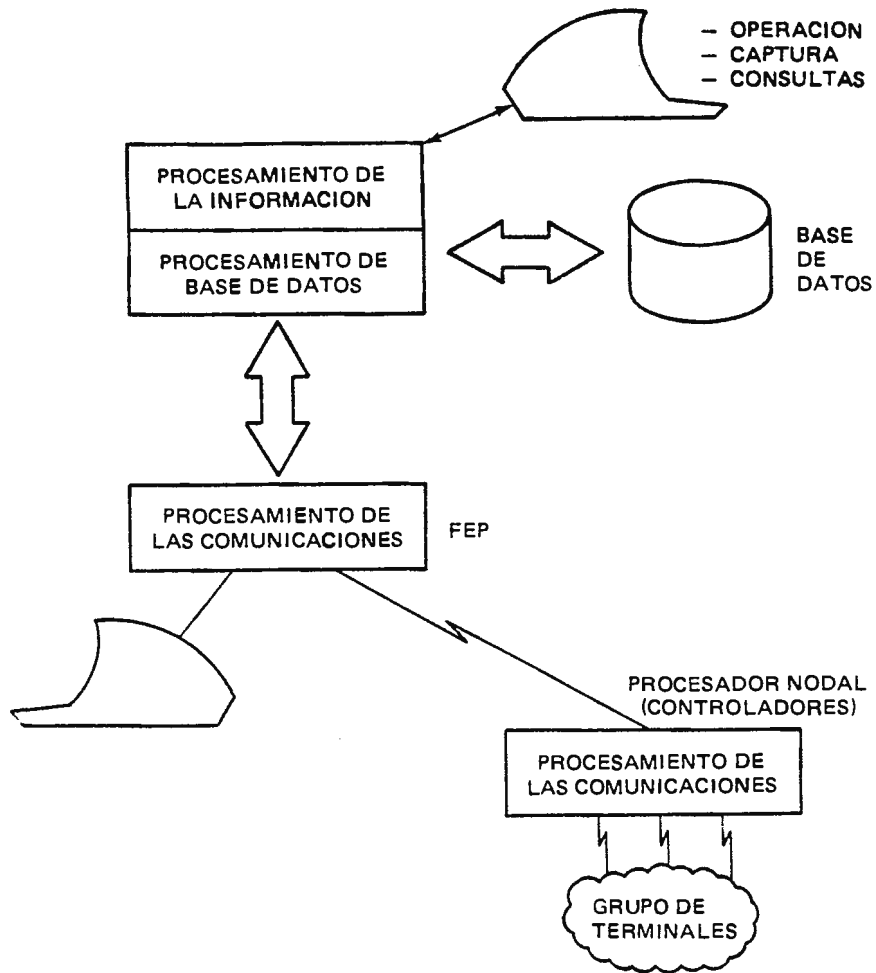 – OPERACION
– CAPTURA
– CONSULTAS
PROCESAMIENTO DE
LA INFORMACION
PROCESAMIENTO DE
BASE DE DATOS
BASE
DE
DATOS
PROCESAMIENTO DE
LAS COMUNICACIONES
FEP
PROCESADOR NODAL
(CONTROLADORES)
PROCESAMIENTO DE
LAS COMUNICACIONES
GRUPO DE
TERMINALES